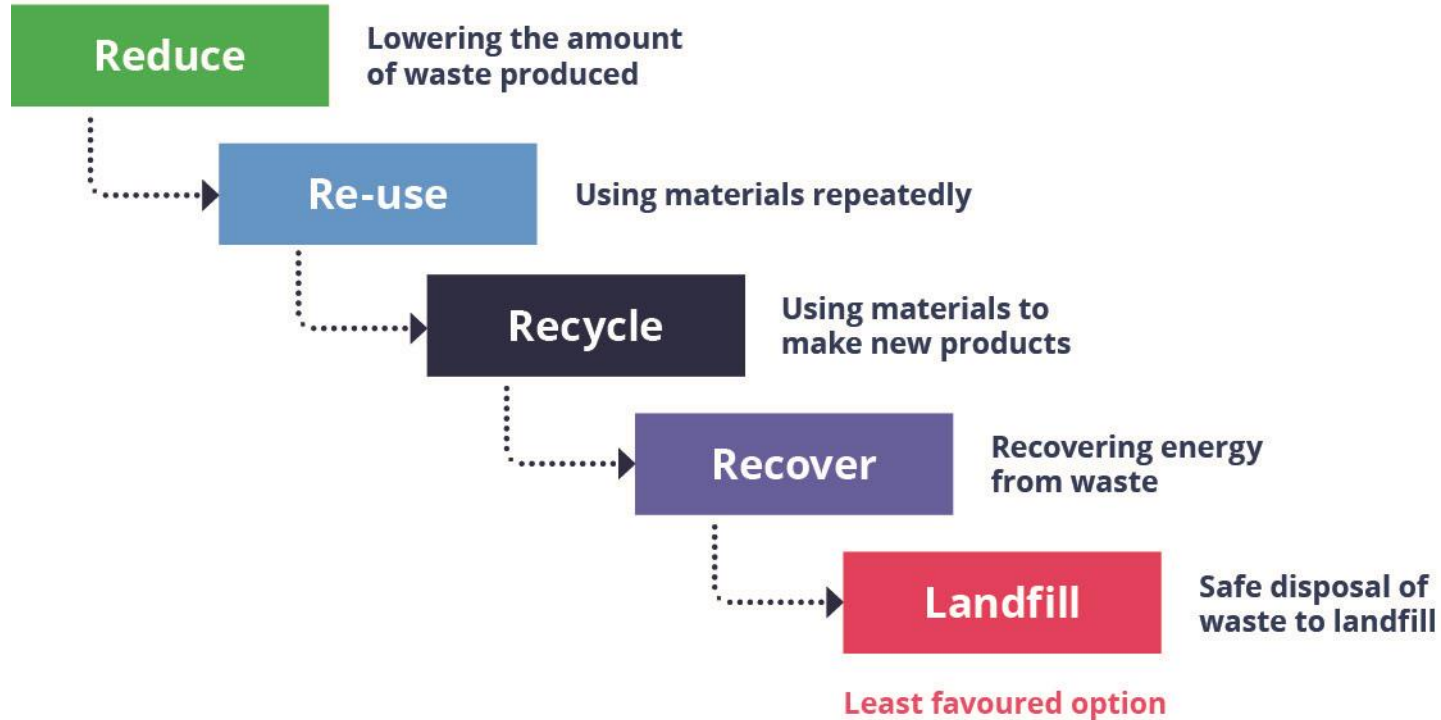 Reduce
Lowering the amount
of waste produced
Re-use
Using materials repeatedly
Recycle
Using materials to
make new products
Recover
Recovering energy
from waste
Landfill
Safe disposal of
waste to landfill
Least favoured option